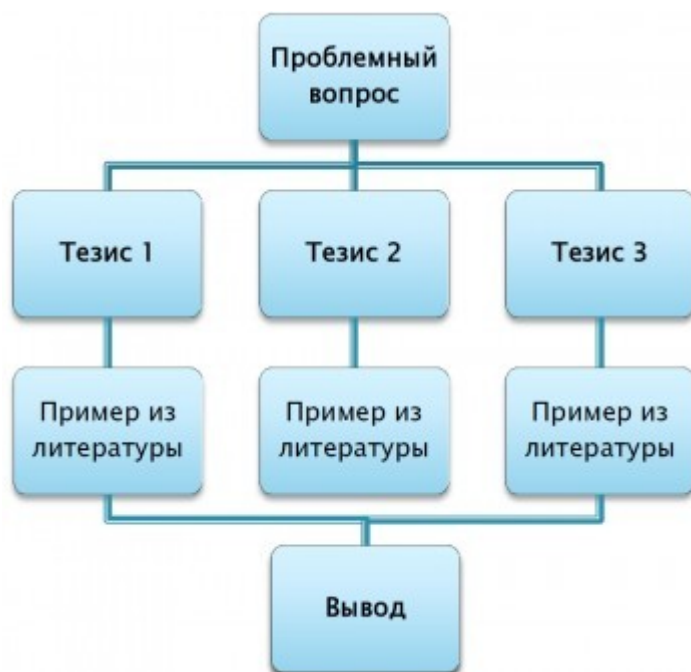 Проблемный
вопрос
Тезис 1
Тезис 2
Тезис 3
Пример из
литературы
Пример из
литературы
Пример из
литературы
Вывод